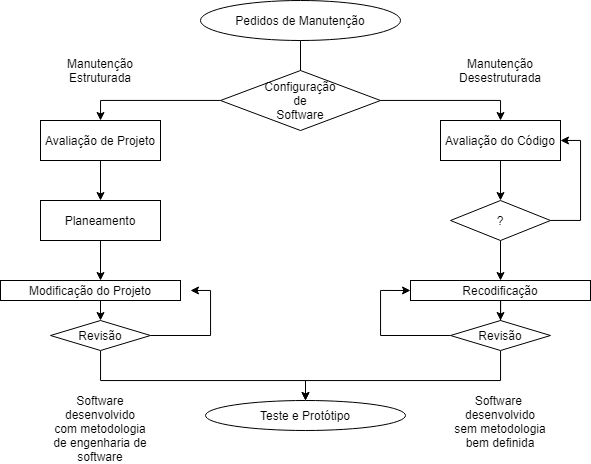 Pedidos de Manutenção
Manutenção
Estruturada
Manutenção
Desestruturada
Configuração
de
Software
Avaliação de Projeto
Avaliação do Código
Planeamento
?
Modificação do Projeto
Recodificação
Revisão
Revisão
Teste e Protótipo
Software
desenvolvido
com metodologia
de engenharia de
software
Software
desenvolvido
sem metodologia
bem definida